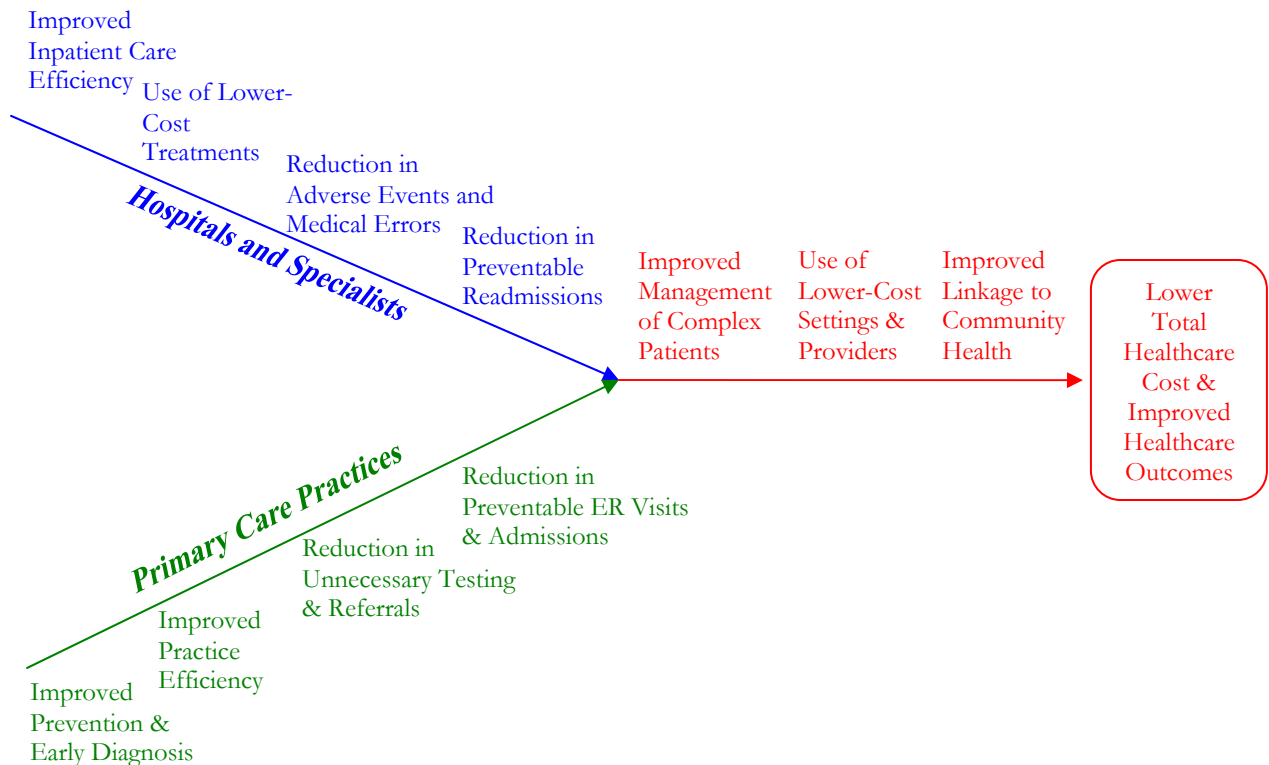 Improved
Inpatient Care
Efficiency
Use of Lower-
Cost
Treatments
Reduction in
Adverse Events and
Medical Errors
Reduction in
Preventable
Readmissions
Hospitals and Specialists
Improved
Management
of Complex
Patients
Use of
Lower-Cost
Settings &
Providers
Improved
Linkage to
Community
Health
Lower
Total
Healthcare
Cost &
Improved
Healthcare
Outcomes
Primary Care Practices
Reduction in
Preventable ER Visits
& Admissions
Reduction in
Unnecessary Testing
& Referrals
Improved
Practice
Efficiency
Improved
Prevention &
Early Diagnosis